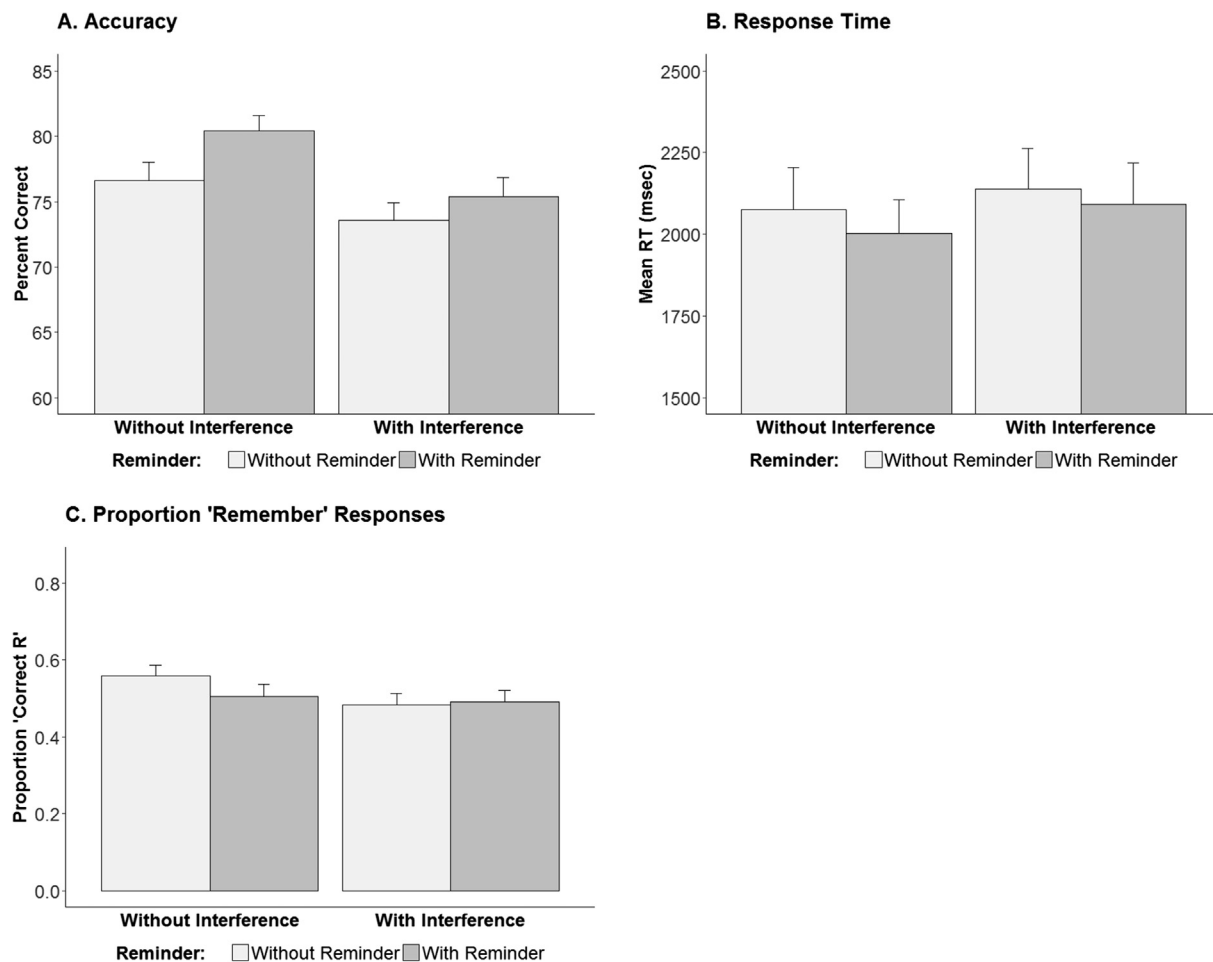 A. Accuracy
Percent Correct
85
80
75
70
65
60
Without Interference With Interference
Reminder: Without Reminder With Reminder
B. Response Time
Mean RT (msec)
2500
2250
2000
1750
1500
Without Interference With Interference
Reminder: Without Reminder With Reminder
C. Proportion 'Remember' Responses
Proportion 'Correct R'
0.8
0.6
0.4
0.2
0.0
Without Interference With Interference
Reminder: Without Reminder With Reminder